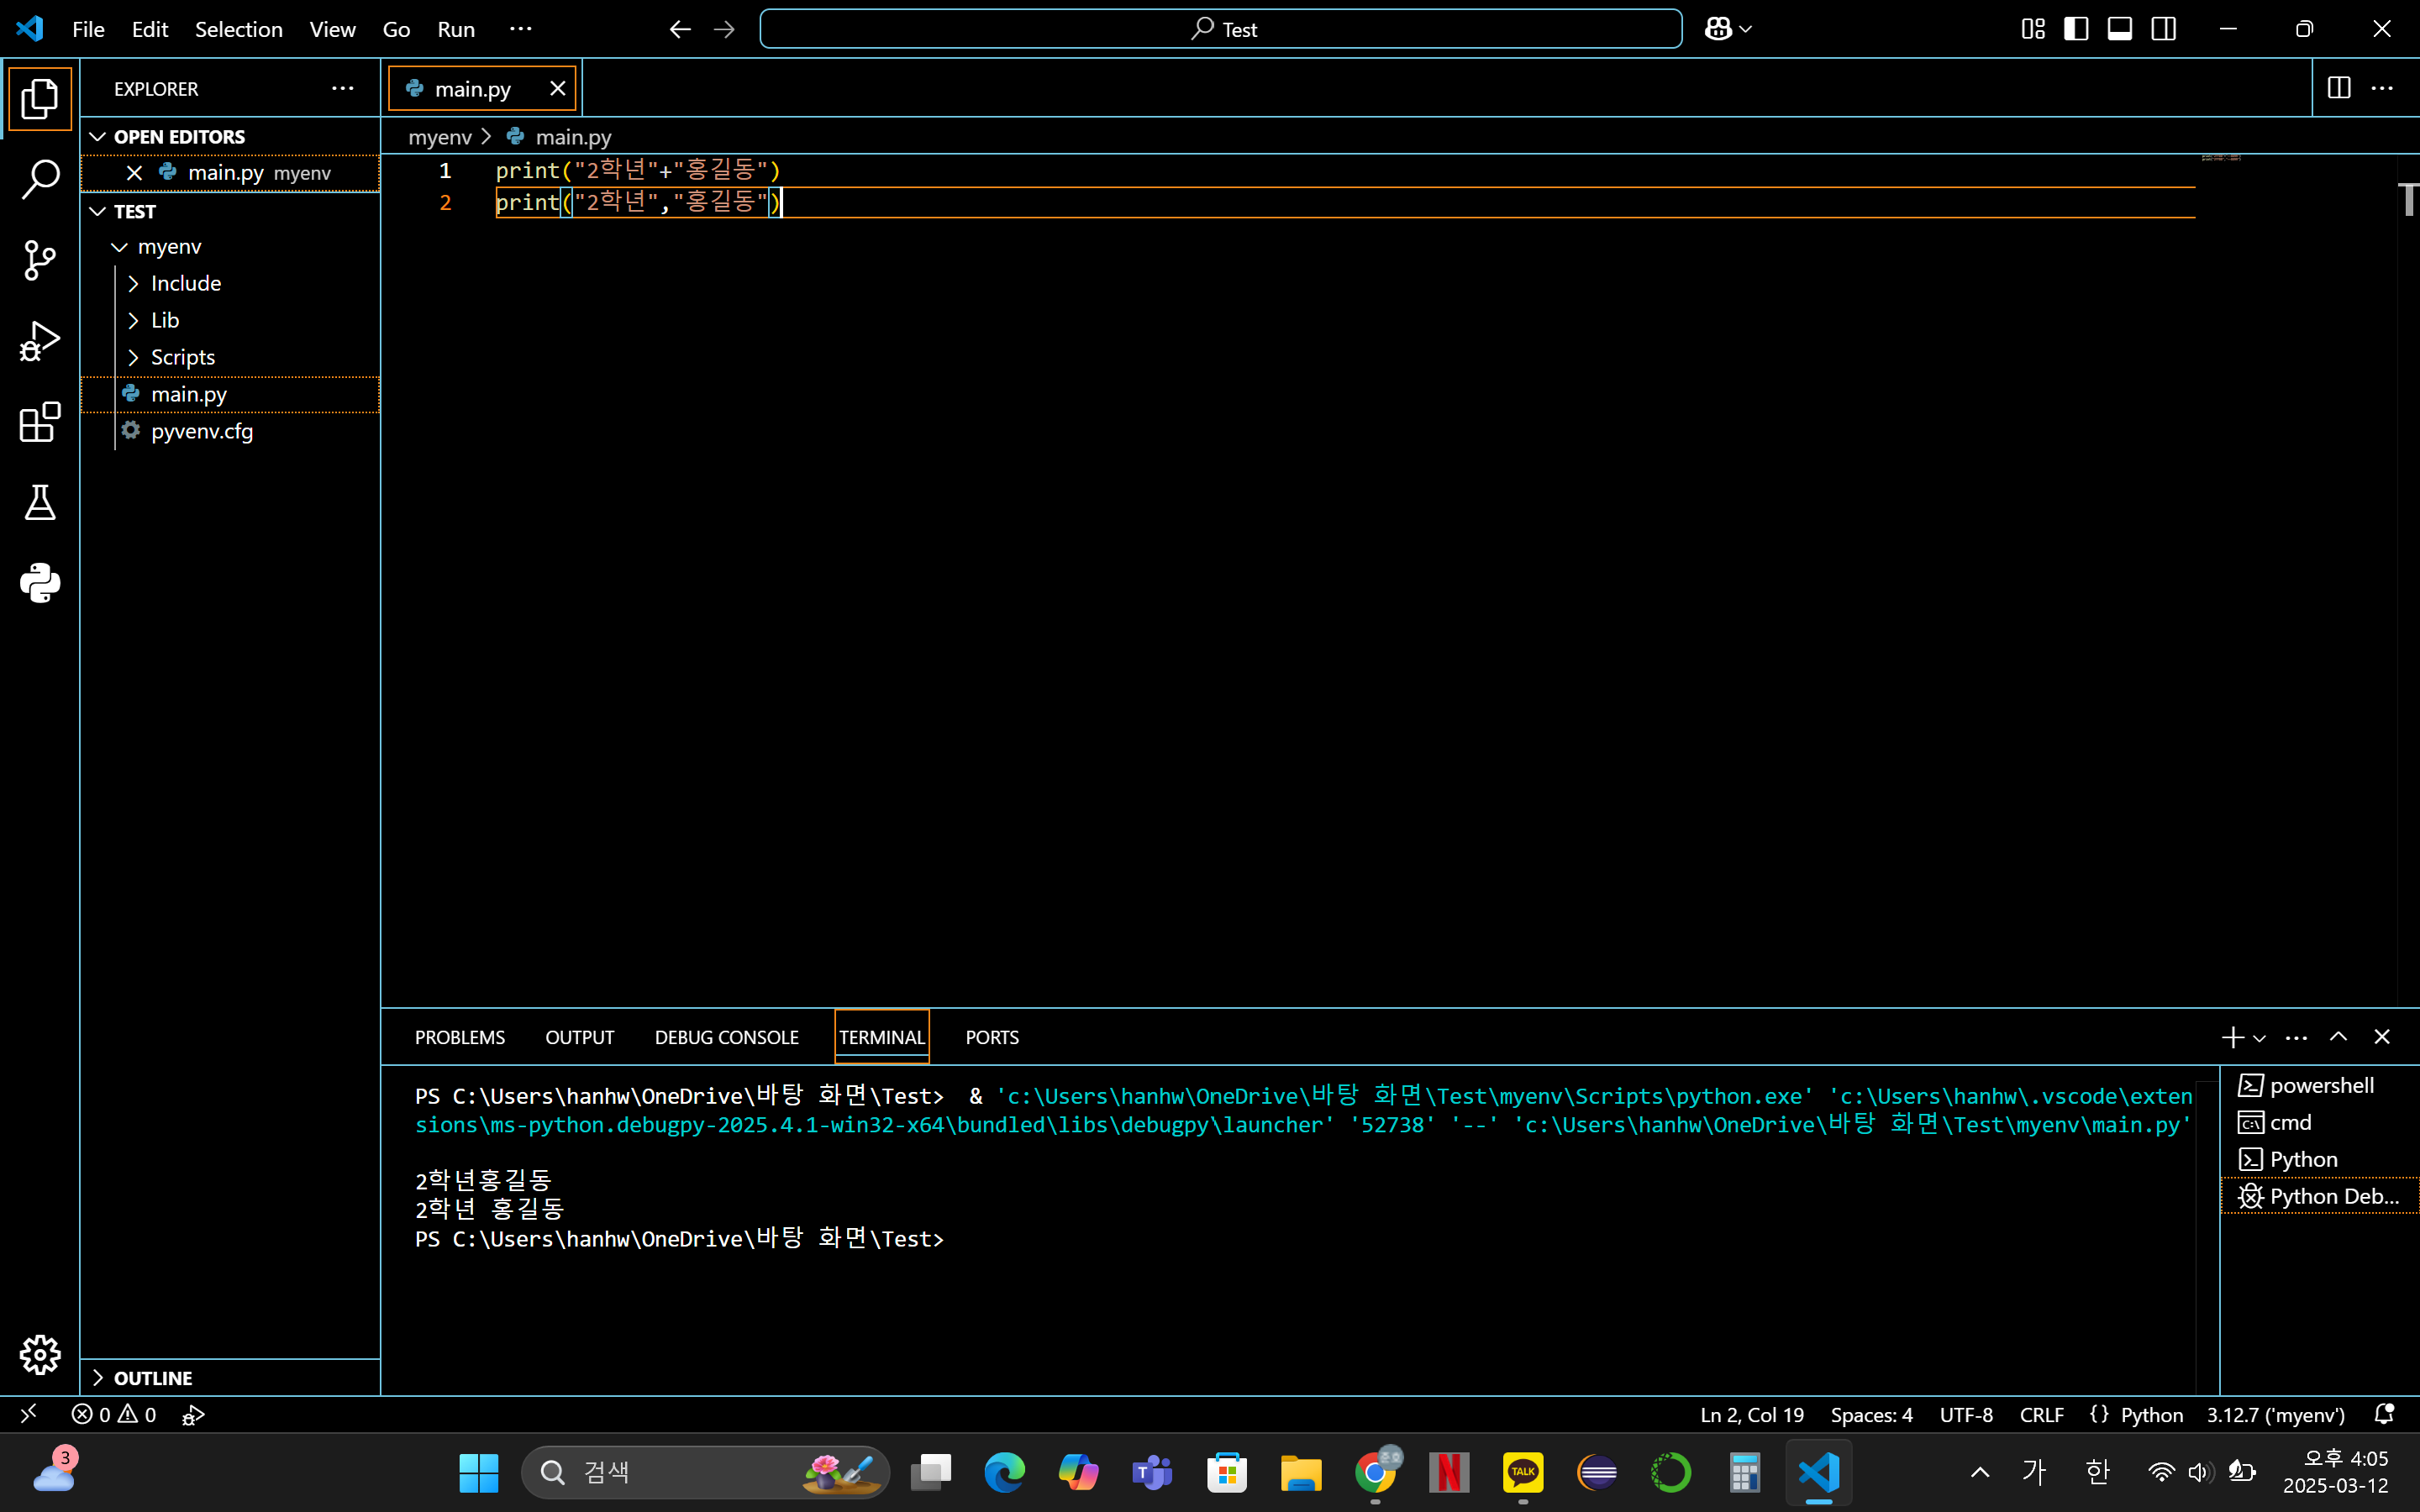 File Edit Selection View Go Run ··· Test
EXPLORER ···
main.py
OPEN EDITORS
main.py myenv
TEST
myenv
Include
Lib
Scripts
main.py
pyvenv.cfg
OUTLINE
myenv > main.py
1 print("2학년"+"홍길동")
2 print("2학년","홍길동")
PROBLEMS OUTPUT DEBUG CONSOLE TERMINAL PORTS
PS C:\Users\hanhw\OneDrive\바탕 화면\Test>  & 'c:\Users\hanhw\OneDrive\바탕 화면\Test\myenv\Scripts\python.exe' 'c:\Users\hanhw\.vscode\exten
sions\ms-python.debugpy-2025.4.1-win32-x64\bundled\libs\debugpy\launcher' '52738' '--' 'c:\Users\hanhw\OneDrive\바탕 화면\Test\myenv\main.py'
2학년홍길동
2학년 홍길동
PS C:\Users\hanhw\OneDrive\바탕 화면\Test>
powershell
cmd
Python
Python Deb...
0 0 Ln 2, Col 19 Spaces: 4 UTF-8 CRLF {} Python 3.12.7 ('myenv')
3 검색 T N TALK 가 한 오후 4:05
2025-03-12